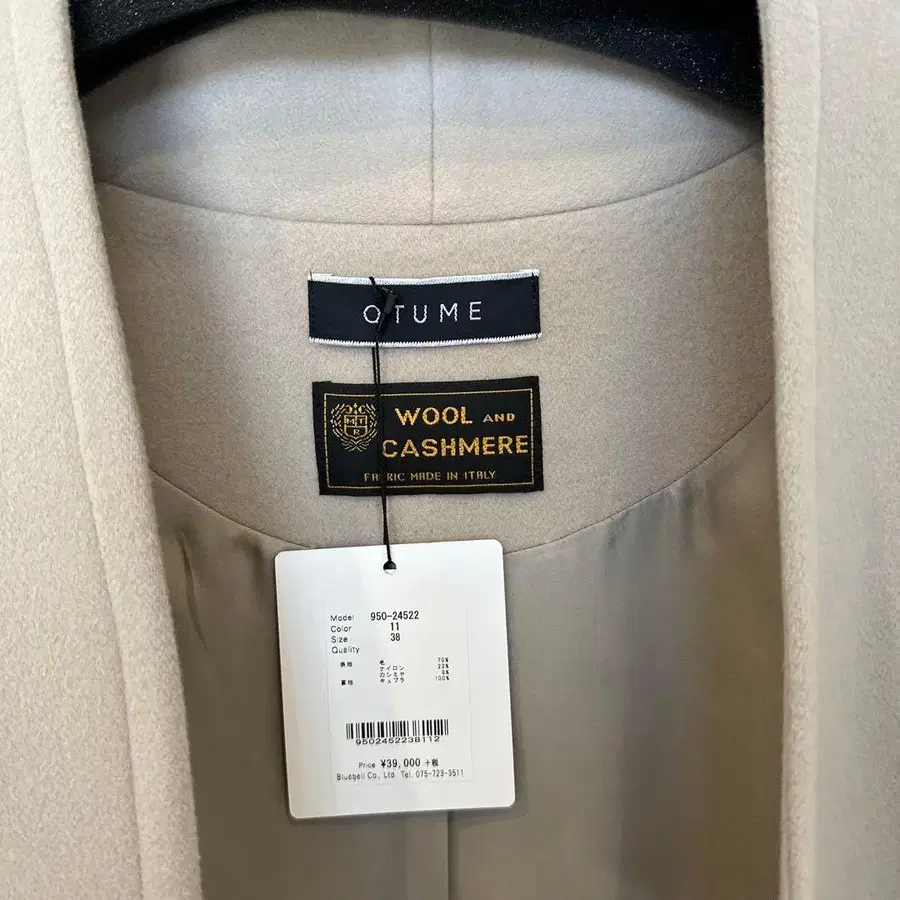 OTUME
MTR
WOOL AND
CASHMERE
FABRIC MADE IN ITALY
Model 950-24522
Color 11
Size 38
Quality
表地 毛 70%
ナイロン 22%
カシミヤ 8%
裏地 キュプラ 100%
9502452238112
Price ¥39,000 +税
Bluebell Co., Ltd Tel. 075-723-3511